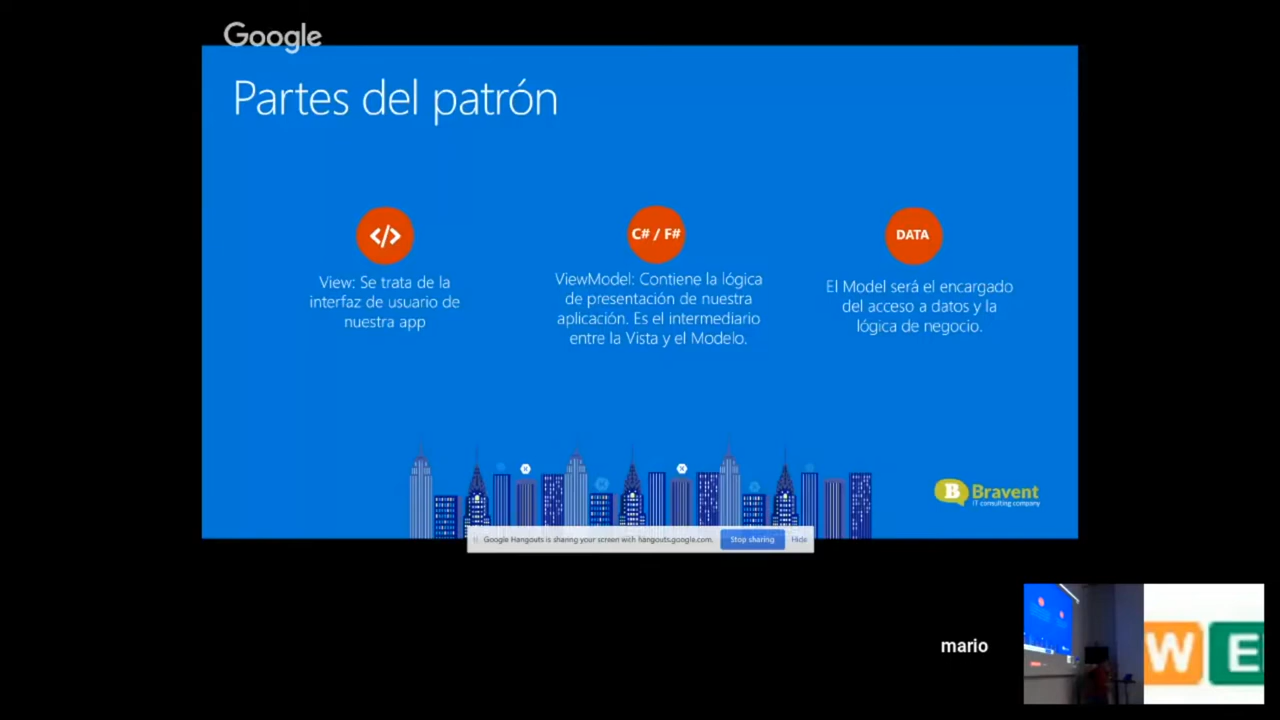 Google
Partes del patrón
</>
C# / F#
DATA
View: Se trata de la
interfaz de usuario de
nuestra app
ViewModel: Contiene la lógica
de presentación de nuestra
aplicación. Es el intermediario
entre la Vista y el Modelo.
El Model será el encargado
del acceso a datos y la
lógica de negocio.
B Bravent
IT consulting company
Google Hangouts is sharing your screen with hangouts.google.com. Stop sharing Hide
mario
W E